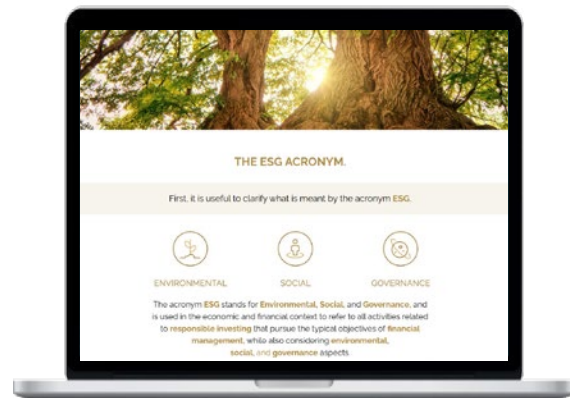 THE ESG ACRONYM.
First, it is useful to clarify what is meant by the acronym ESG.
ENVIRONMENTAL SOCIAL GOVERNANCE
The acronym ESG stands for Environmental, Social, and Governance, and
is used in the economic and financial context to refer to all activities related
to responsible investing that pursue the typical objectives of financial
management, while also considering environmental,
social, and governance aspects.